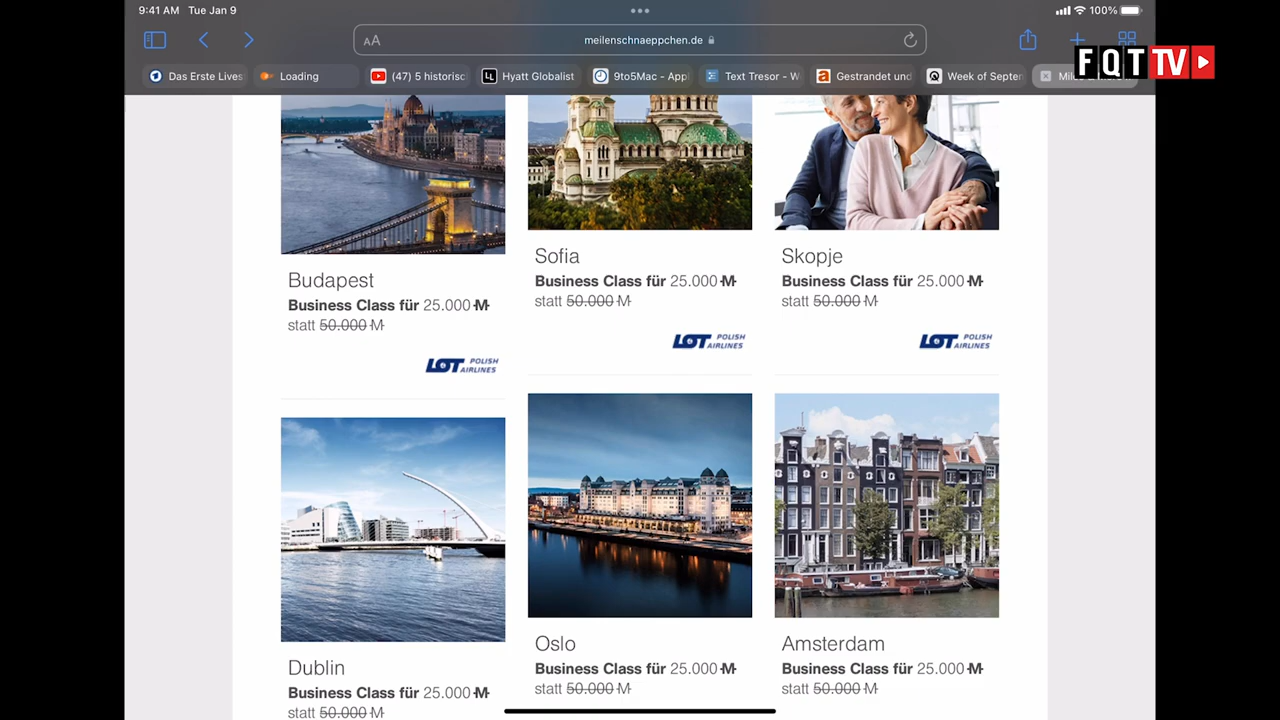 9:41 AM Tue Jan 9
100%
AA
meilenschnaeppchen.de
FQT TV
Das Erste Lives
Loading
(47) 5 historisc
Hyatt Globalist
9to5Mac - Appl
Text Tresor - W
Gestrandet und
Week of Septen
Budapest
Business Class für 25.000 M
statt 50.000 M
LOT POLISH
AIRLINES
Sofia
Business Class für 25.000 M
statt 50.000 M
LOT POLISH
AIRLINES
Skopje
Business Class für 25.000 M
statt 50.000 M
LOT POLISH
AIRLINES
Dublin
Business Class für 25.000 M
statt 50.000 M
Oslo
Business Class für 25.000 M
statt 50.000 M
Amsterdam
Business Class für 25.000 M
statt 50.000 M